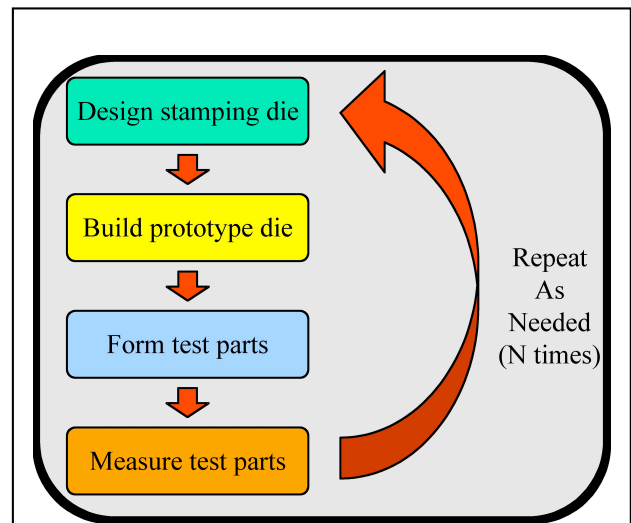 Design stamping die
Build prototype die
Form test parts
Measure test parts
Repeat
As
Needed
(N times)